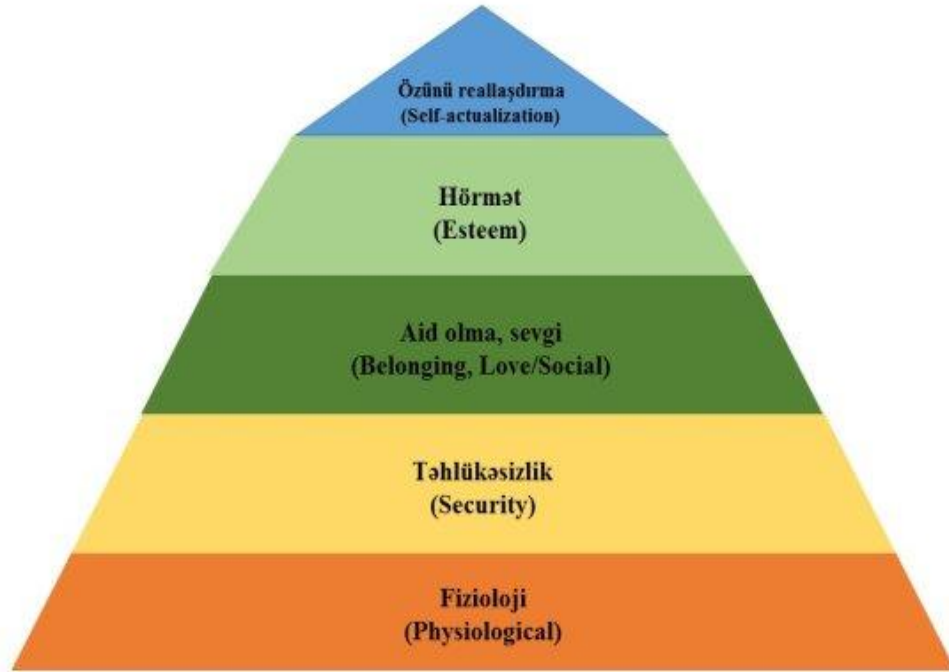 Özünü reallaşdırma
(Self-actualization)
Hörmət
(Esteem)
Aid olma, sevgi
(Belonging, Love/Social)
Təhlükəsizlik
(Security)
Fizioloji
(Physiological)